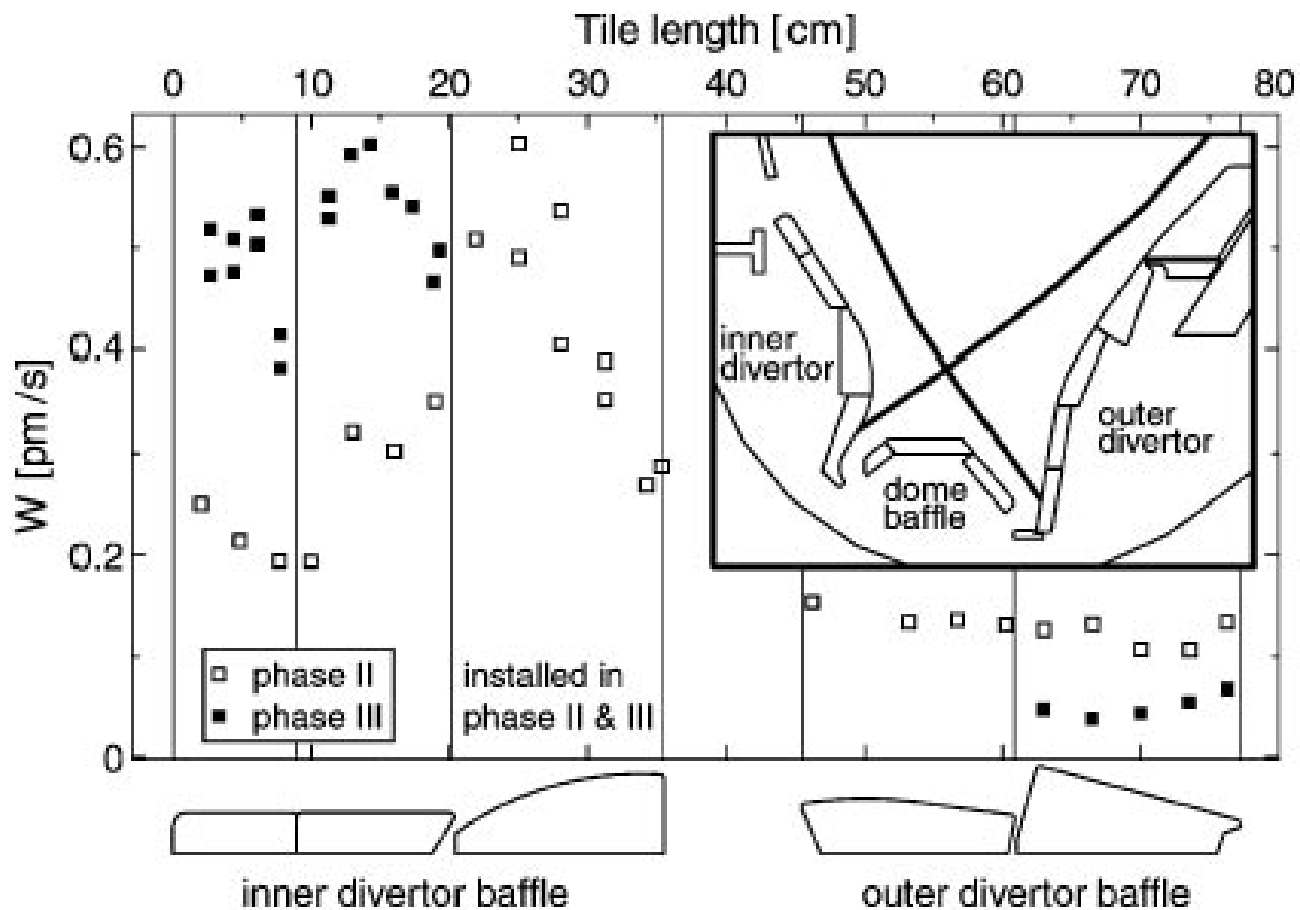 Tile length [cm]
0 10 20 30 40 50 60 70 80
W [pm/s]
0.6
0.4
0.2
0
inner
divertor
outer
divertor
dome
baffle
phase II
phase III
installed in
phase II & III
inner divertor baffle
outer divertor baffle